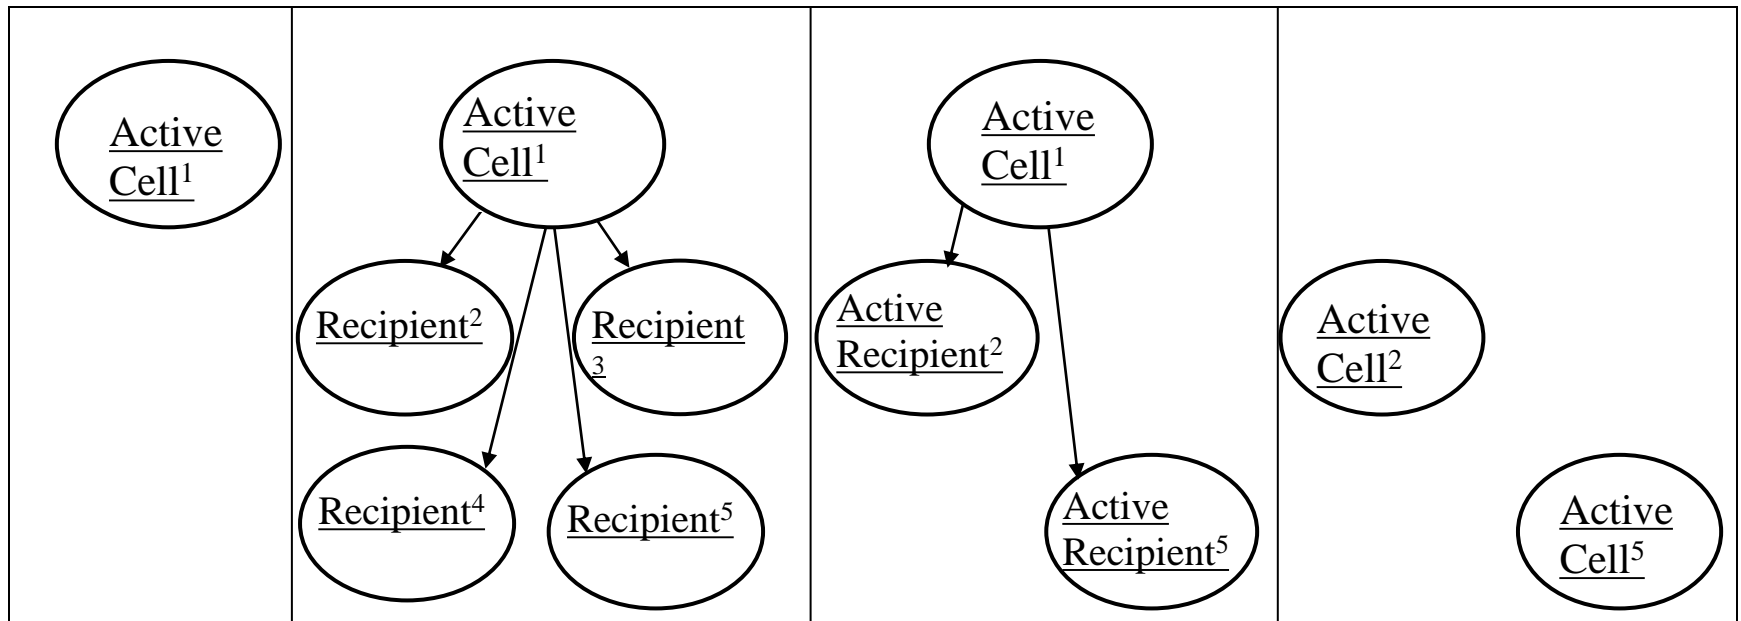 Active
Cell¹
Active
Cell¹
Recipient²
Recipient
3
Recipient⁴
Recipient⁵
Active
Cell¹
Active
Recipient²
Active
Recipient⁵
Active
Cell²
Active
Cell⁵